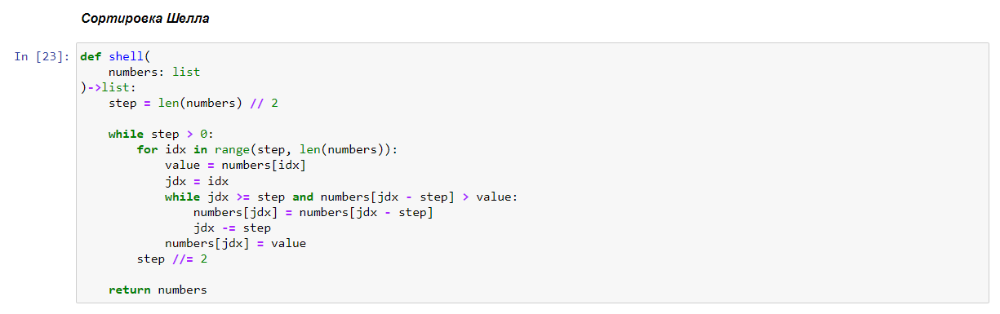 Сортировка Шелла
In [23]: def shell(
    numbers: list
)->list:
    step = len(numbers) // 2
    while step > 0:
        for idx in range(step, len(numbers)):
            value = numbers[idx]
            jdx = idx
            while jdx >= step and numbers[jdx - step] > value:
                numbers[jdx] = numbers[jdx - step]
                jdx -= step
            numbers[jdx] = value
        step //= 2
    return numbers